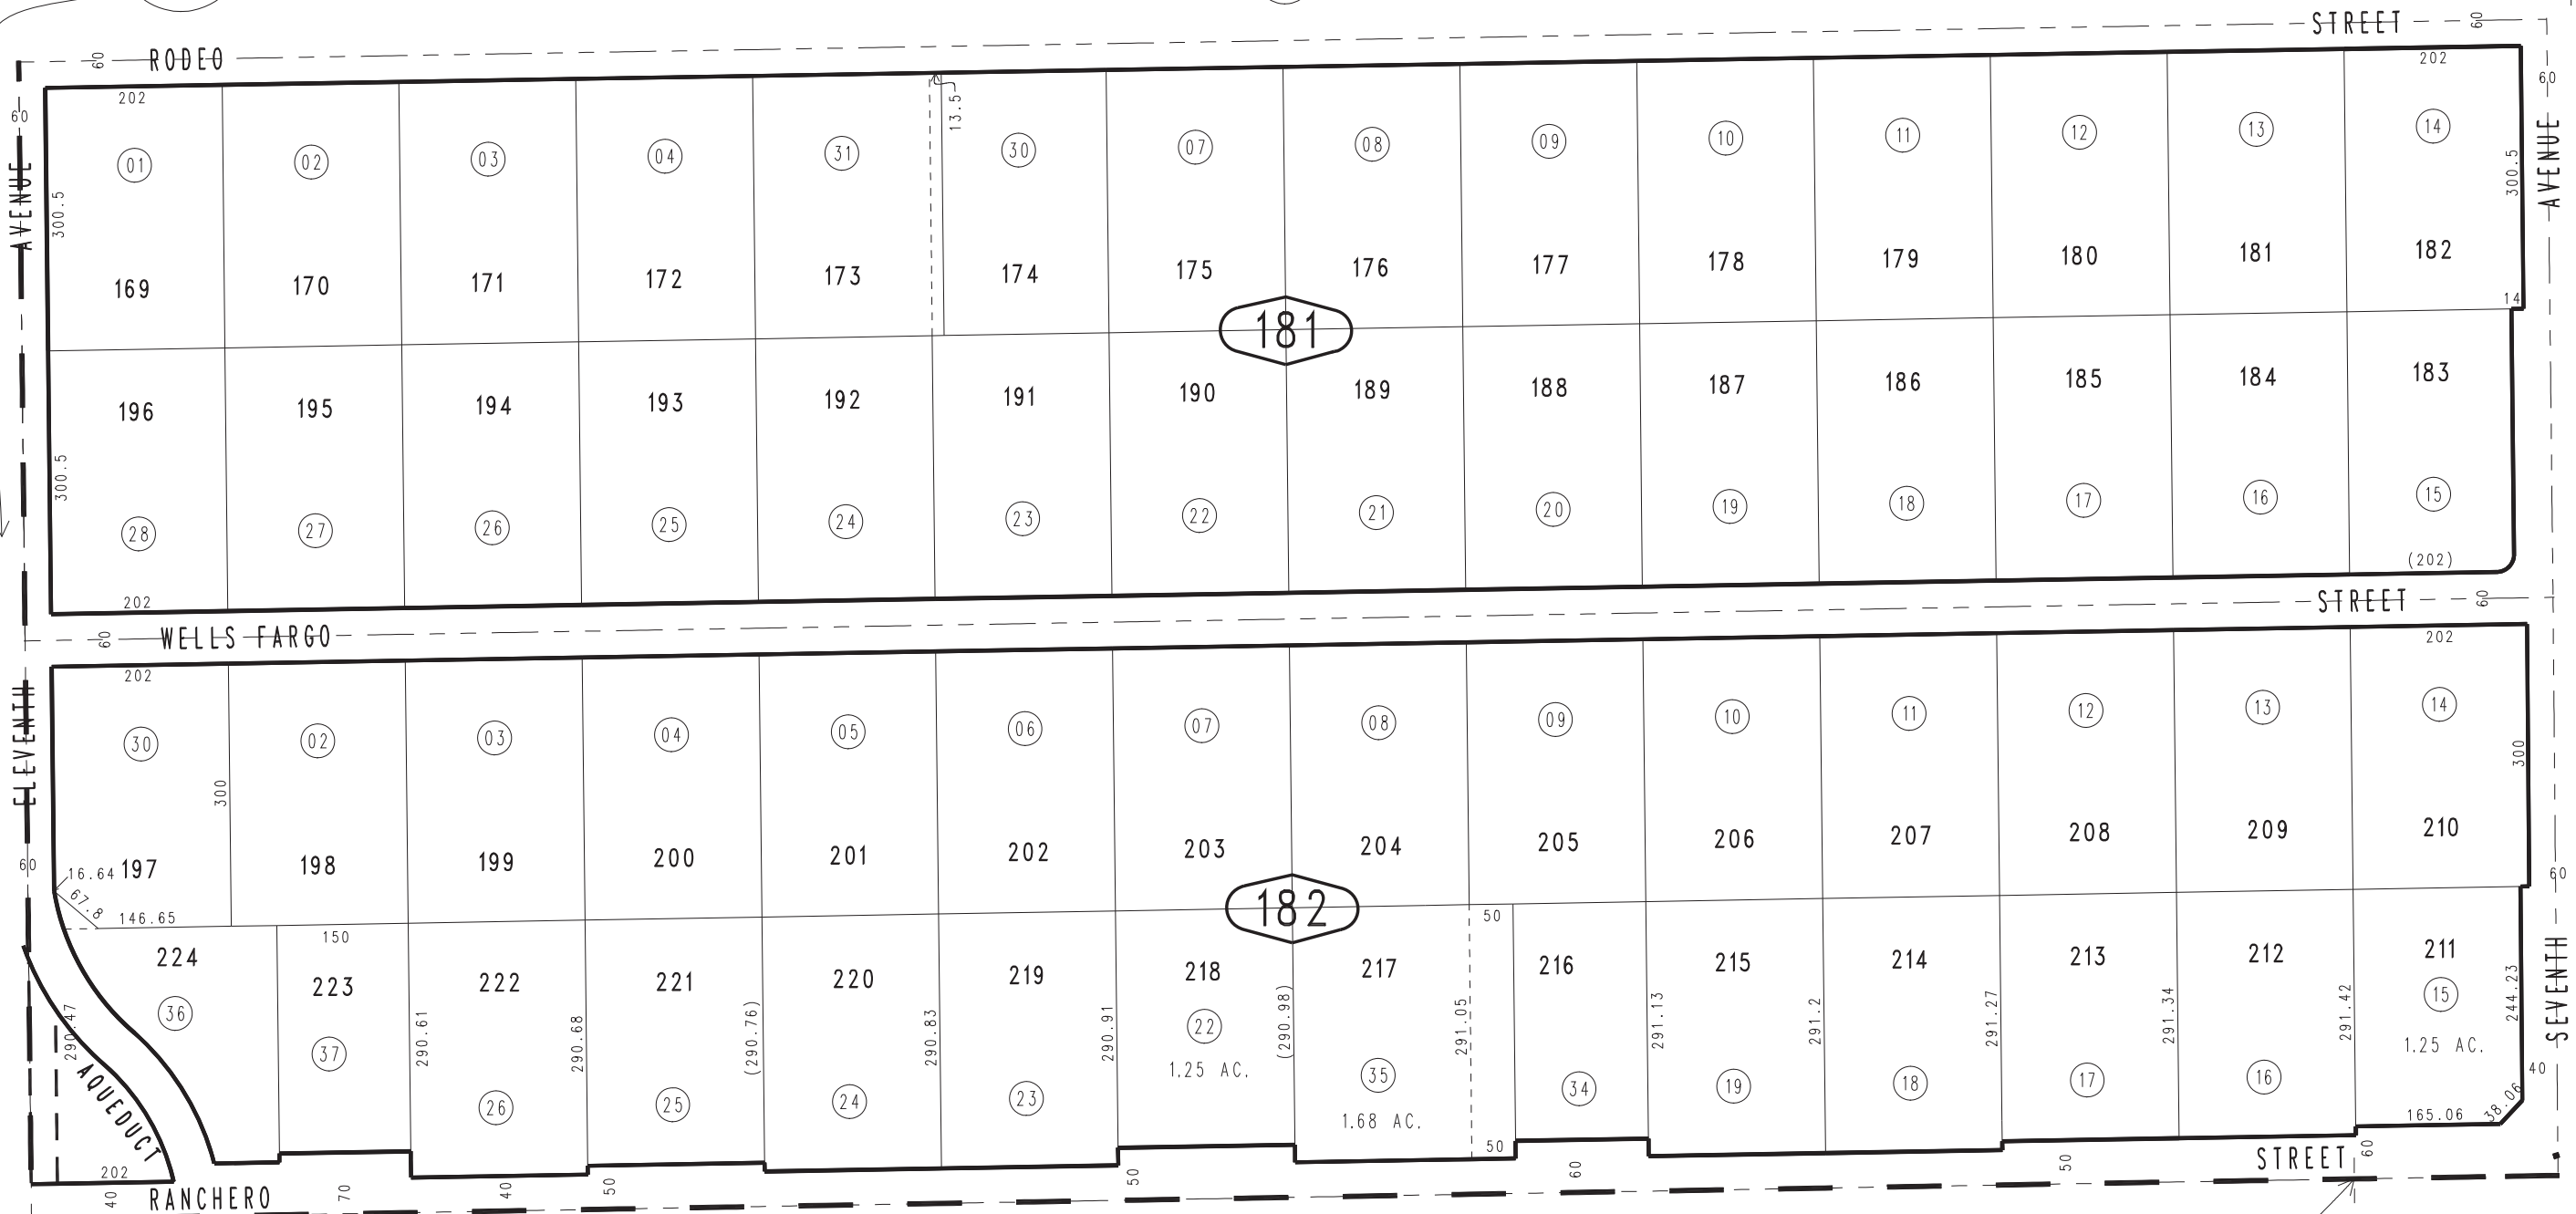 60 RODEO STREET 60
202 202
60 60
13.5
01 02 03 04 31 30 07 08 09 10 11 12 13 14
AVENUE 300.5 300.5 AVENUE
169 170 171 172 173 174 175 176 177 178 179 180 181 182
14
181
196 195 194 193 192 191 190 189 188 187 186 185 184 183
300.5
28 27 26 25 24 23 22 21 20 19 18 17 16 15
(202)
202
60 WELLS FARGO STREET 60
202 202
30 02 03 04 05 06 07 08 09 10 11 12 13 14
ELEVENTH 300 300
197 198 199 200 201 202 203 204 205 206 207 208 209 210
60 16.64 60
67.8 146.65
182
150 50
224 223 222 221 220 219 218 217 216 215 214 213 212 211
290.47 290.61 290.68 (290.76) 290.83 290.91 (290.98) 291.05 291.13 291.2 291.27 291.34 291.42 244.23 SEVENTH
36 37 22 15
1.25 AC. 1.25 AC.
26 25 24 23 35 34 19 18 17 16
40
1.68 AC.
AQUEDUCT
165.06 38.06
50
202
40 RANCHERO 70 40 50 50 60 50 STREET 60